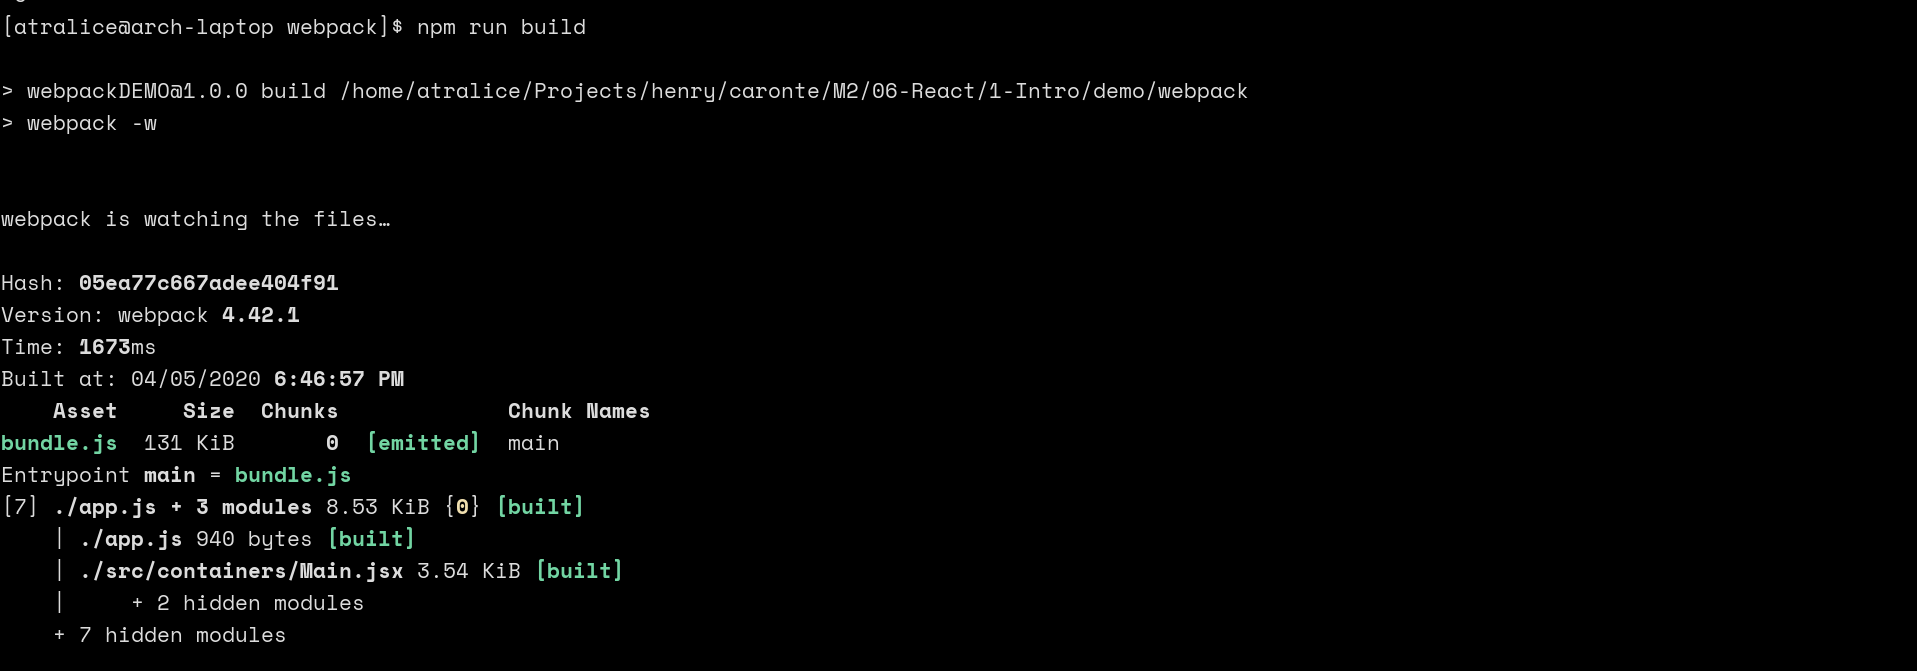 [atralice@arch-laptop webpack]$ npm run build
> webpackDEMO@1.0.0 build /home/atralice/Projects/henry/caronte/M2/06-React/1-Intro/demo/webpack
> webpack -w
webpack is watching the files…
Hash: 05ea77c667adee404f91
Version: webpack 4.42.1
Time: 1673ms
Built at: 04/05/2020 6:46:57 PM
    Asset     Size  Chunks             Chunk Names
bundle.js  131 KiB       0  [emitted]  main
Entrypoint main = bundle.js
[7] ./app.js + 3 modules 8.53 KiB {0} [built]
    | ./app.js 940 bytes [built]
    | ./src/containers/Main.jsx 3.54 KiB [built]
    |     + 2 hidden modules
    + 7 hidden modules